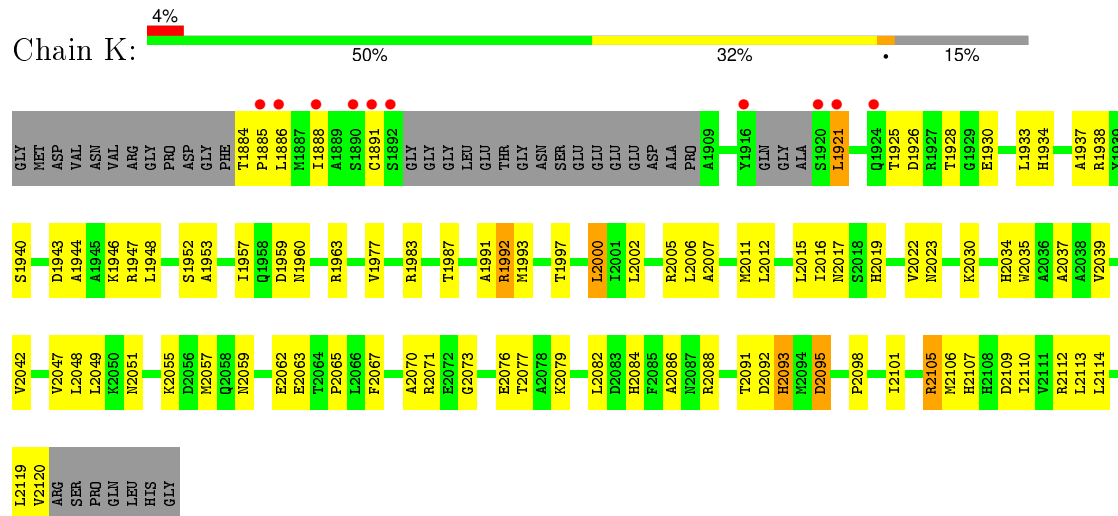 4%
Chain K:
50% 32% • 15%
GLY MET ASP VAL ASN VAL ARG GLY PRO ASP GLY PHE T1884 P1885 L1886 M1887 I1888 A1889 S1890 C1891 S1892 GLY GLY GLY LEU GLU THR GLY ASN SER GLU GLU GLU GLU ASP ALA PRO A1909 Y1916 GLN GLY ALA S1920 L1921 Q1924 T1925 D1926 R1927 T1928 G1929 E1930 L1933 H1934 A1937 R1938 Y1939
S1940 D1943 A1944 A1945 K1946 R1947 L1948 S1952 A1953 I1957 Q1958 D1959 N1960 R1963 V1977 R1983 T1987 A1991 R1992 M1993 T1997 L2000 I2001 L2002 R2005 L2006 A2007 M2011 L2012 L2015 I2016 N2017 S2018 H2019 V2022 N2023 K2030 H2034 W2035 A2036 A2037 A2038 V2039
V2042 V2047 L2048 L2049 K2050 N2051 K2055 D2056 M2057 Q2058 N2059 E2062 E2063 T2064 P2065 L2066 F2067 A2070 R2071 E2072 G2073 E2076 T2077 A2078 K2079 L2082 D2083 H2084 F2085 A2086 N2087 R2088 T2091 D2092 H2093 M2094 D2095 P2098 I2101 R2105 M2106 H2107 H2108 D2109 I2110 V2111 R2112 L2113 L2114
L2119 V2120 ARG SER PRO GLN LEU HIS GLY